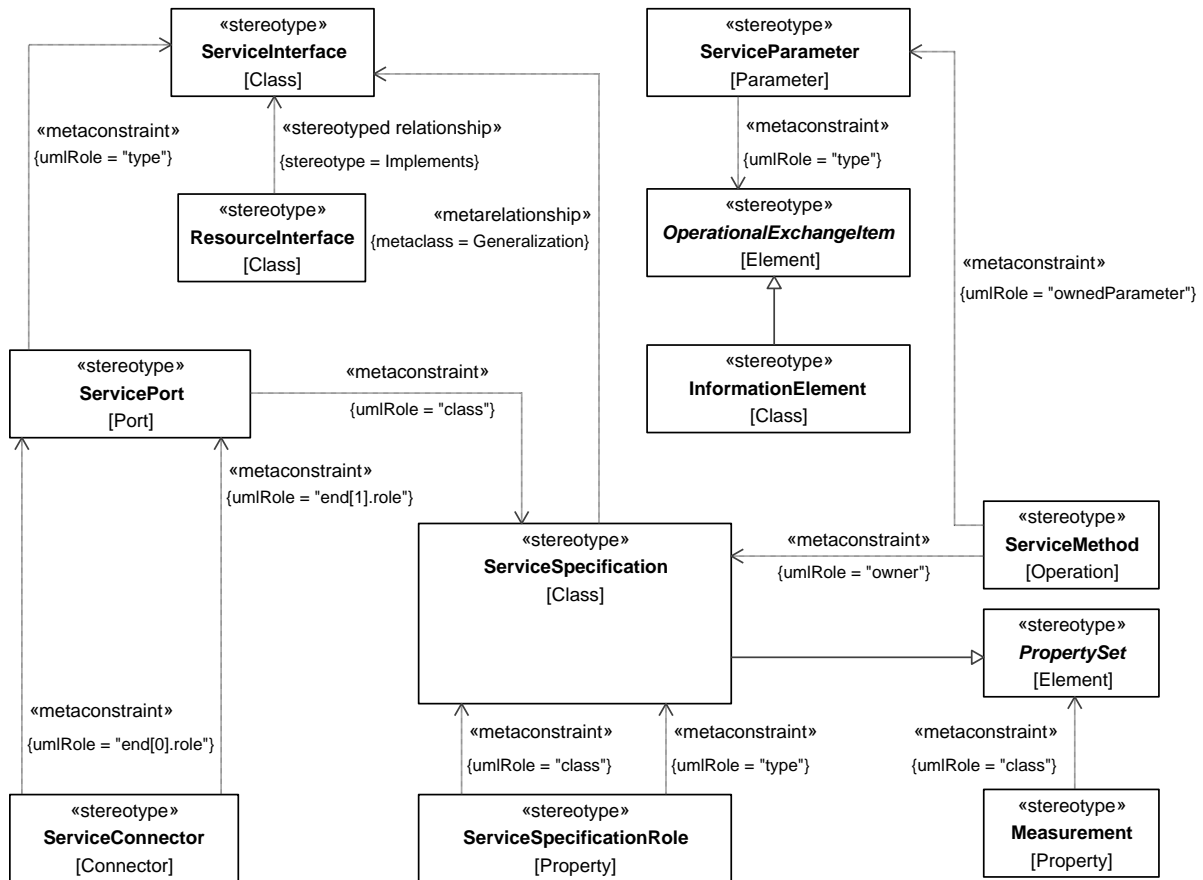 «stereotype»
ServiceInterface
[Class]
«stereotype»
ServiceParameter
[Parameter]
«metaconstraint»
{umlRole = "type"}
«stereotyped relationship»
{stereotype = Implements}
«metaconstraint»
{umlRole = "type"}
«stereotype»
ResourceInterface
[Class]
«metarelationship»
{metaclass = Generalization}
«stereotype»
OperationalExchangeItem
[Element]
«metaconstraint»
{umlRole = "ownedParameter"}
«stereotype»
ServicePort
[Port]
«metaconstraint»
{umlRole = "class"}
«stereotype»
InformationElement
[Class]
«metaconstraint»
{umlRole = "end[1].role"}
«stereotype»
ServiceSpecification
[Class]
«metaconstraint»
{umlRole = "owner"}
«stereotype»
ServiceMethod
[Operation]
«stereotype»
PropertySet
[Element]
«metaconstraint»
{umlRole = "end[0].role"}
«metaconstraint»
{umlRole = "class"}
«metaconstraint»
{umlRole = "type"}
«metaconstraint»
{umlRole = "class"}
«stereotype»
ServiceConnector
[Connector]
«stereotype»
ServiceSpecificationRole
[Property]
«stereotype»
Measurement
[Property]